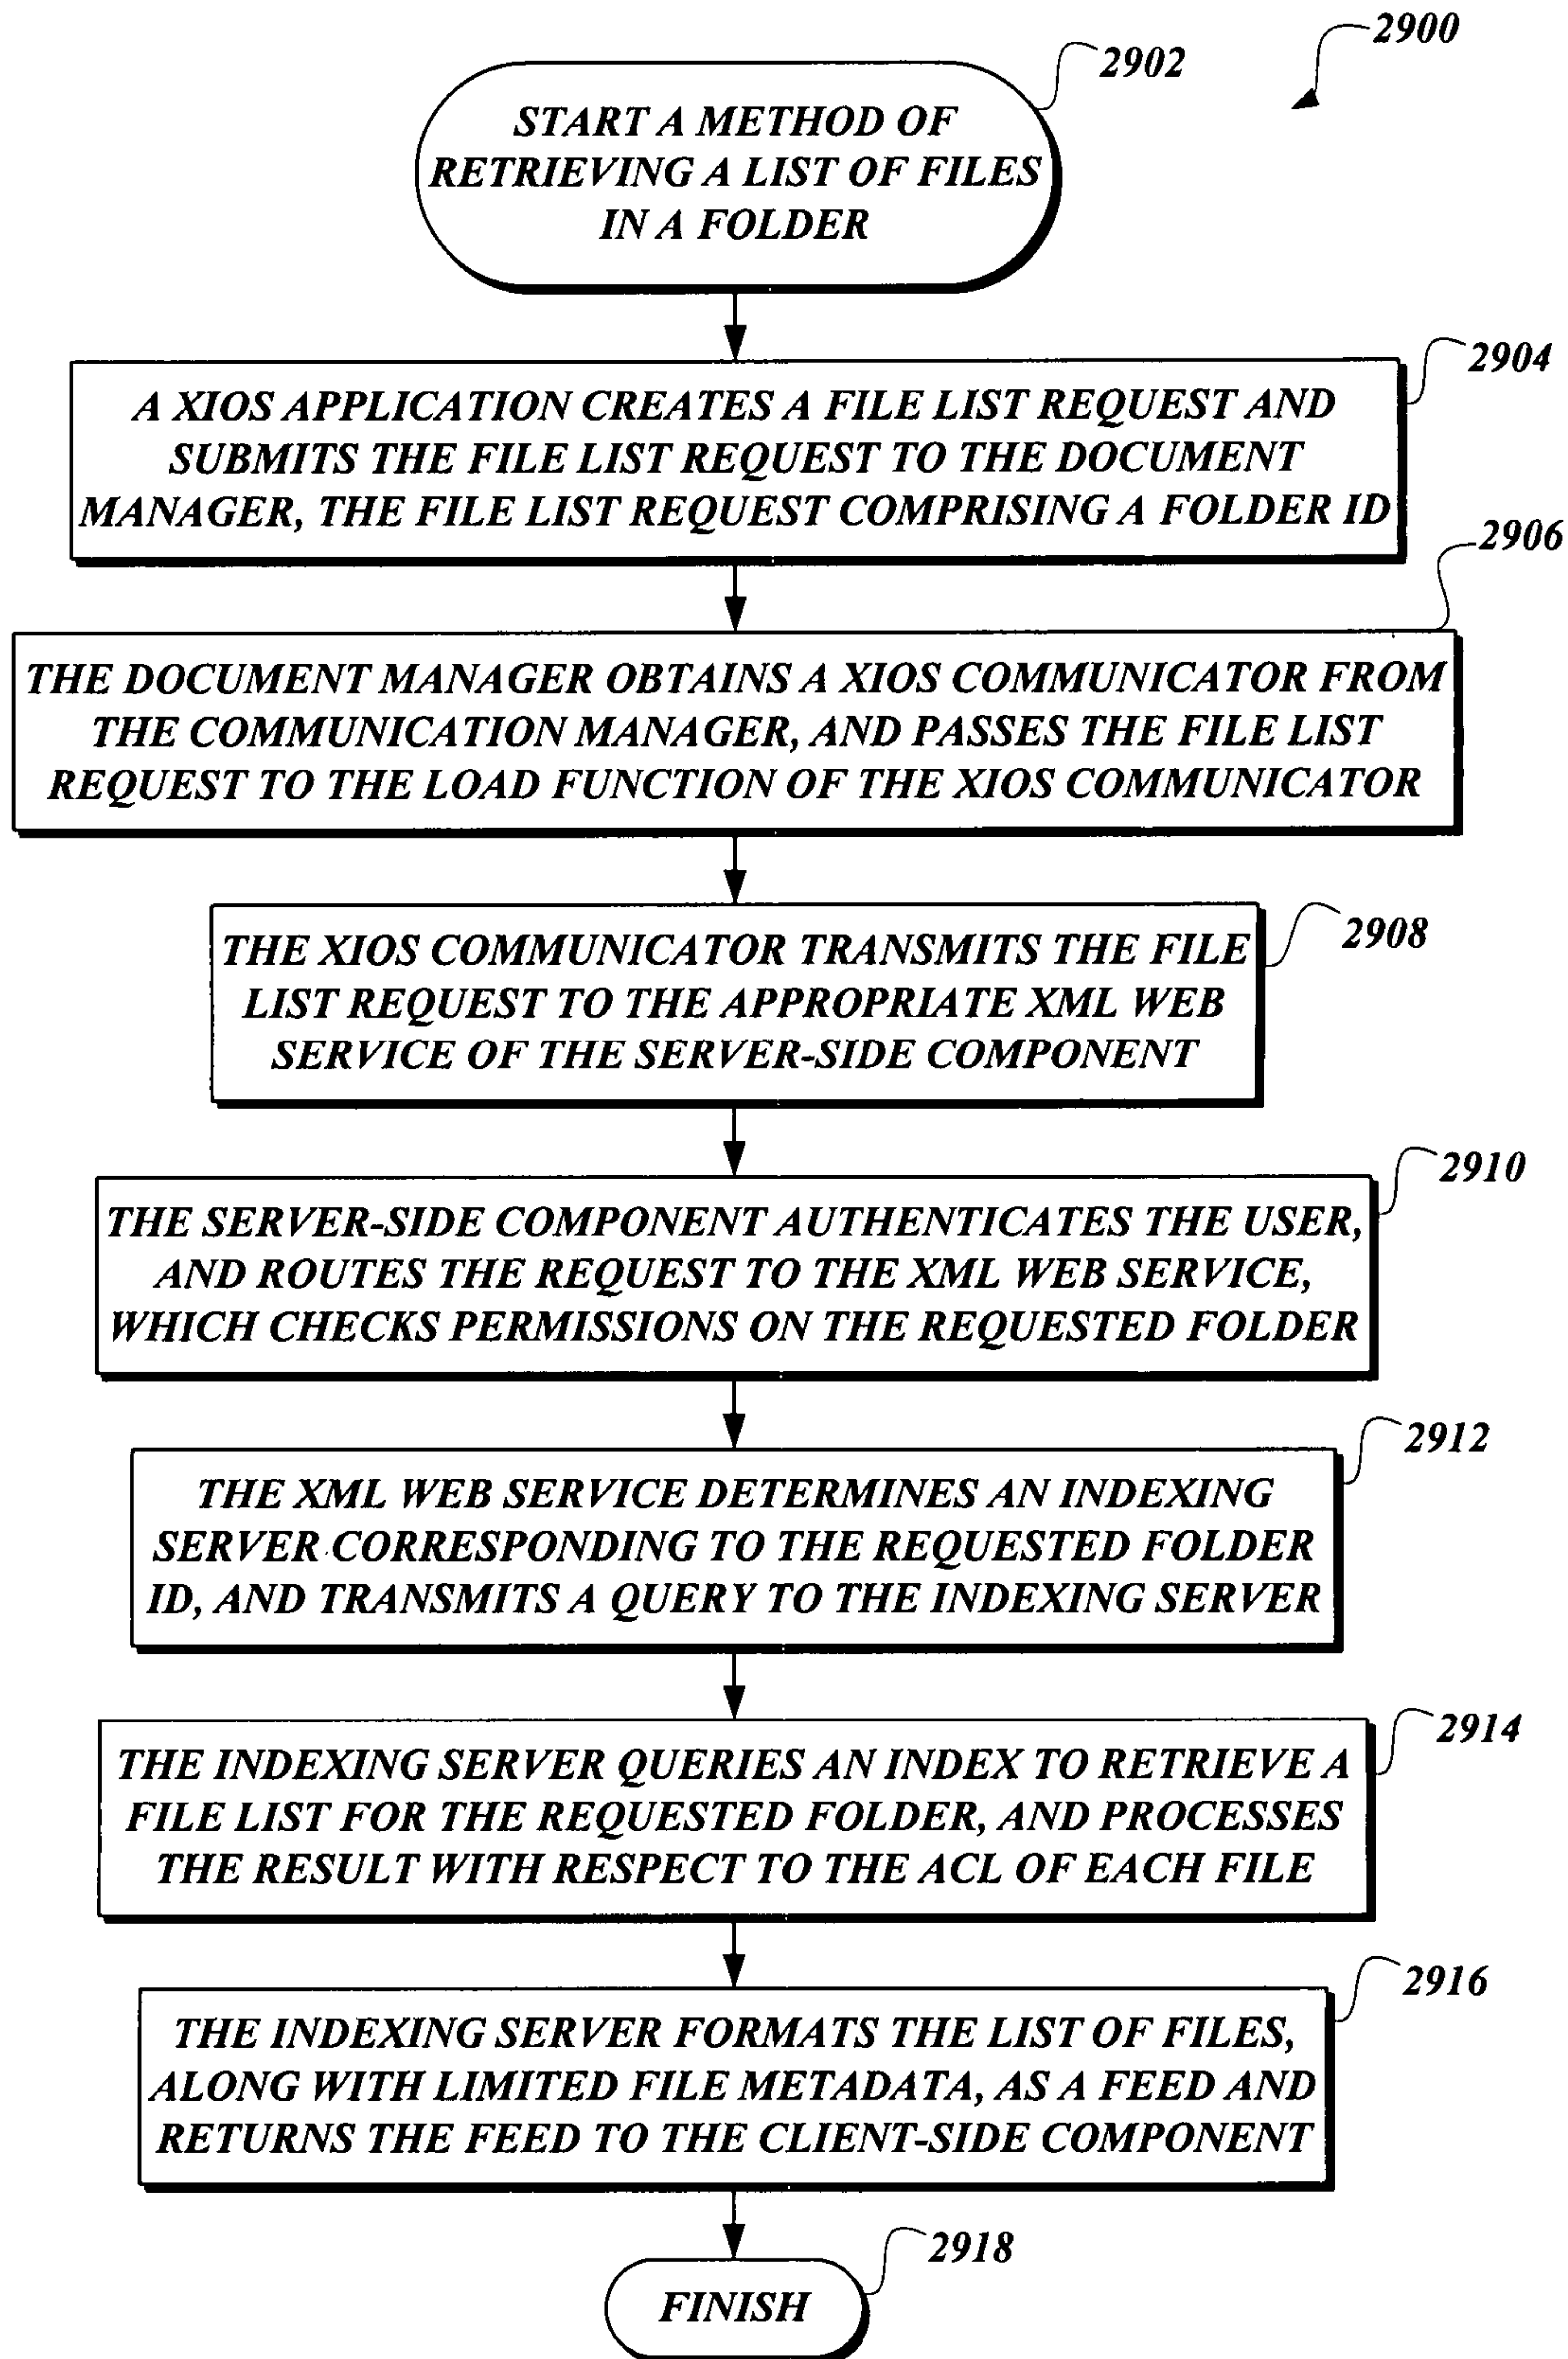 2900
2902
START A METHOD OF
RETRIEVING A LIST OF FILES
IN A FOLDER
2904
A XIOS APPLICATION CREATES A FILE LIST REQUEST AND
SUBMITS THE FILE LIST REQUEST TO THE DOCUMENT
MANAGER, THE FILE LIST REQUEST COMPRISING A FOLDER ID
2906
THE DOCUMENT MANAGER OBTAINS A XIOS COMMUNICATOR FROM
THE COMMUNICATION MANAGER, AND PASSES THE FILE LIST
REQUEST TO THE LOAD FUNCTION OF THE XIOS COMMUNICATOR
2908
THE XIOS COMMUNICATOR TRANSMITS THE FILE
LIST REQUEST TO THE APPROPRIATE XML WEB
SERVICE OF THE SERVER-SIDE COMPONENT
2910
THE SERVER-SIDE COMPONENT AUTHENTICATES THE USER,
AND ROUTES THE REQUEST TO THE XML WEB SERVICE,
WHICH CHECKS PERMISSIONS ON THE REQUESTED FOLDER
2912
THE XML WEB SERVICE DETERMINES AN INDEXING
SERVER CORRESPONDING TO THE REQUESTED FOLDER
ID, AND TRANSMITS A QUERY TO THE INDEXING SERVER
2914
THE INDEXING SERVER QUERIES AN INDEX TO RETRIEVE A
FILE LIST FOR THE REQUESTED FOLDER, AND PROCESSES
THE RESULT WITH RESPECT TO THE ACL OF EACH FILE
2916
THE INDEXING SERVER FORMATS THE LIST OF FILES,
ALONG WITH LIMITED FILE METADATA, AS A FEED AND
RETURNS THE FEED TO THE CLIENT-SIDE COMPONENT
2918
FINISH